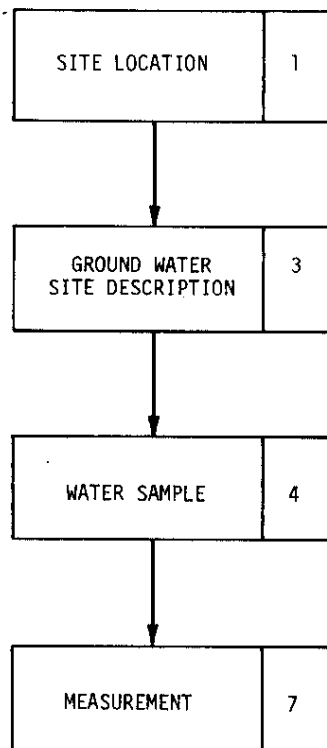 SITE LOCATION 1
GROUND WATER 3
SITE DESCRIPTION
WATER SAMPLE 4
MEASUREMENT 7